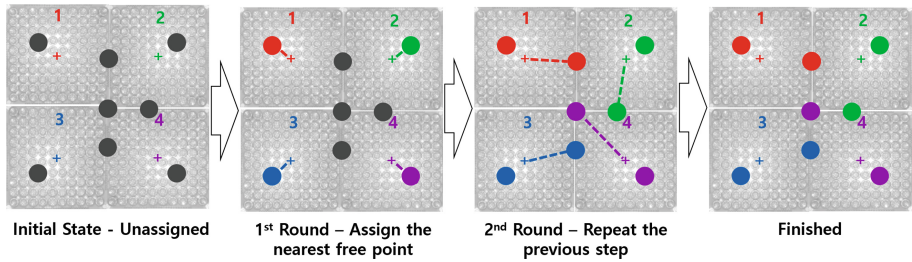 1
2
3
4
1
2
3
4
1
2
3
4
1
2
3
4
Initial State - Unassigned
1st Round – Assign the
nearest free point
2nd Round – Repeat the
previous step
Finished